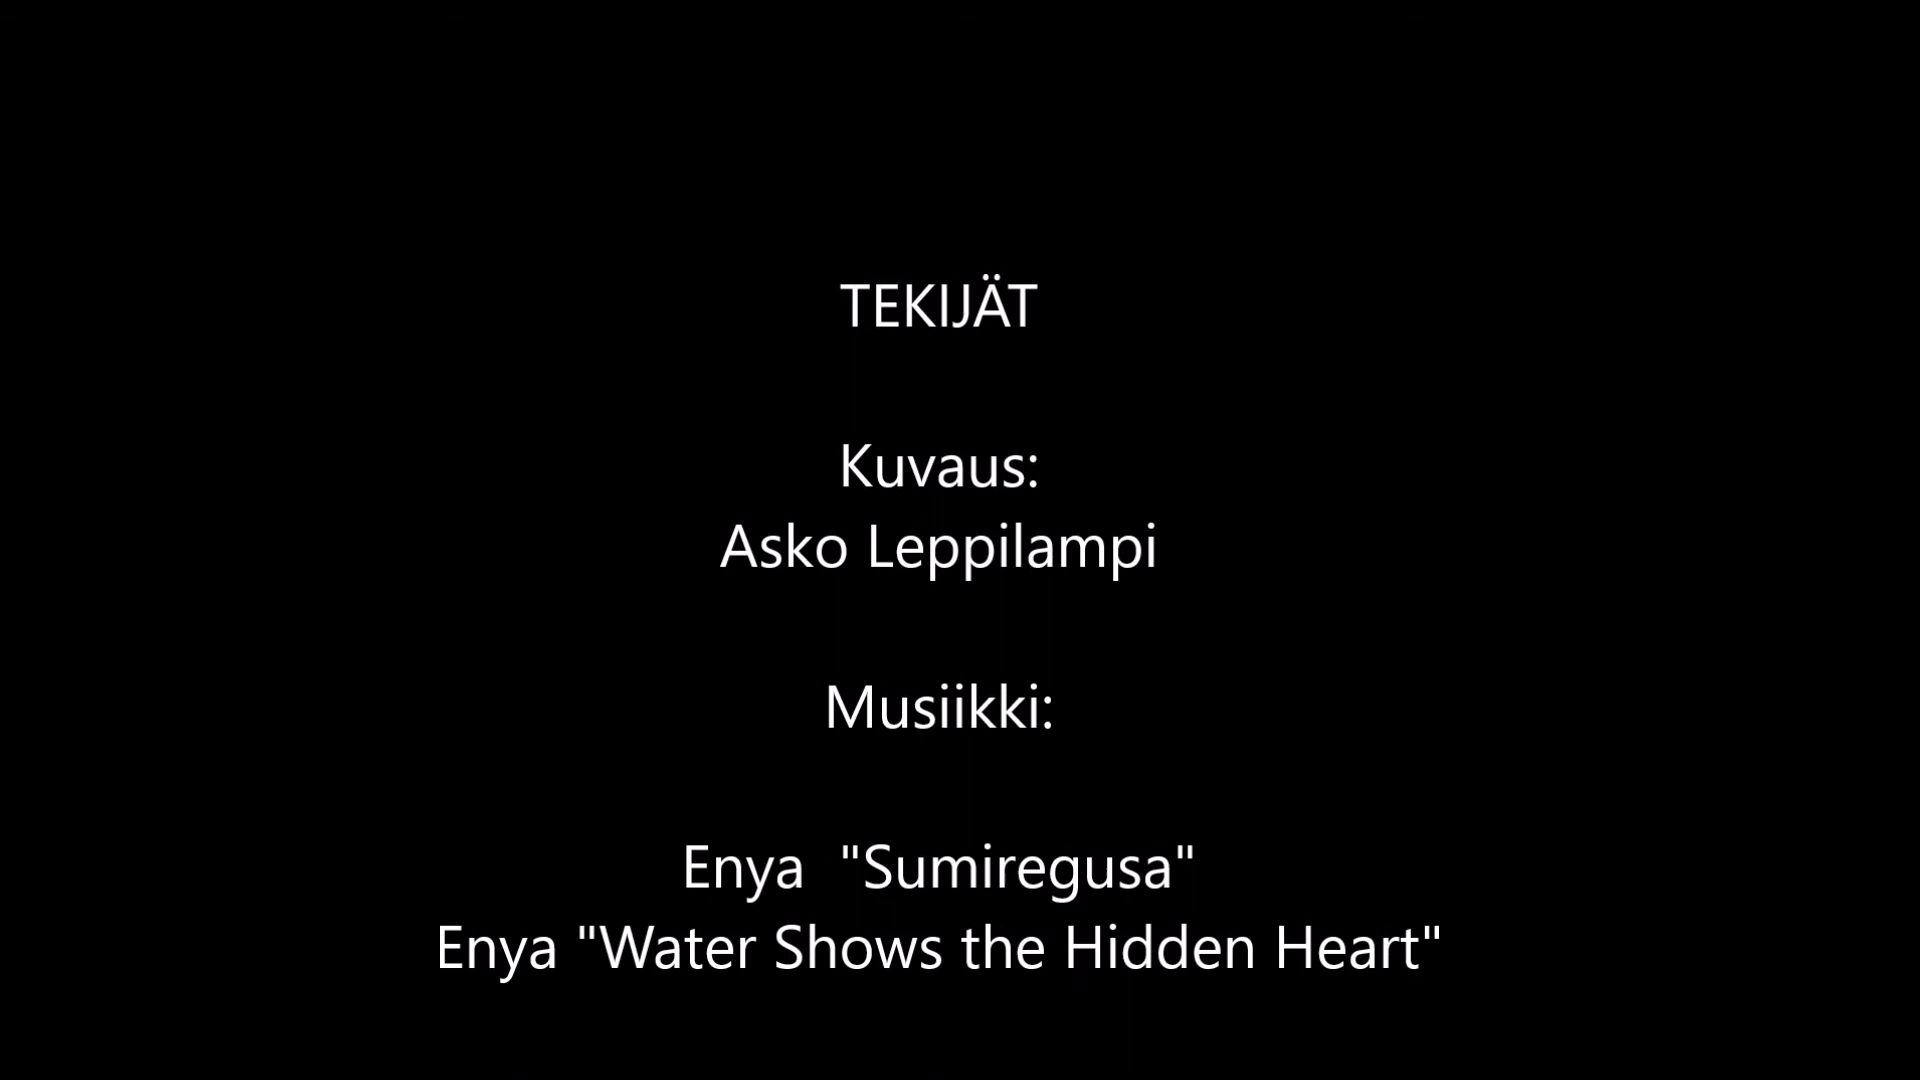 TEKIJÄT
Kuvaus:
Asko Leppilampi
Musiikki:
Enya  "Sumiregusa"
Enya "Water Shows the Hidden Heart"